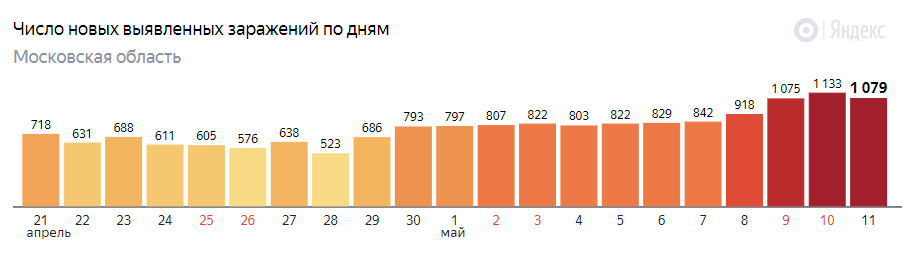 Число новых выявленных заражений по дням
Яндекс
Московская область
718 631 688 611 605 576 638 523 686 793 797 807 822 803 822 829 842 918 1 075 1 133 1 079
21 22 23 24 25 26 27 28 29 30 1 2 3 4 5 6 7 8 9 10 11
апрель май